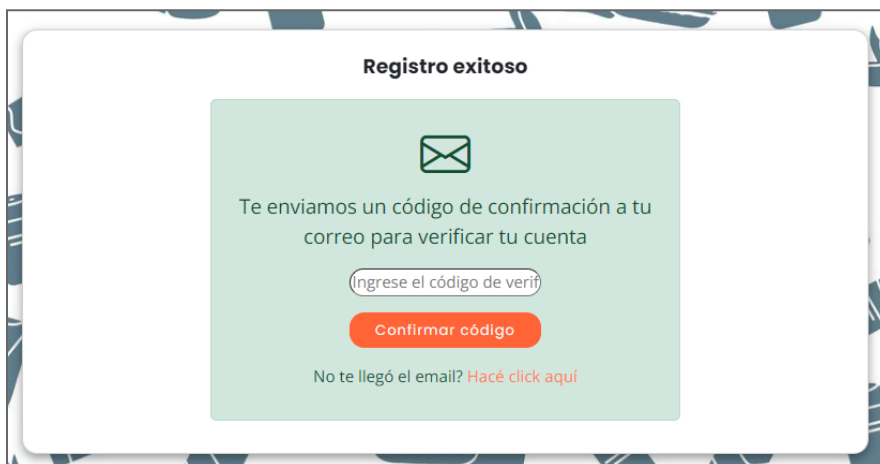 Registro exitoso
Te enviamos un código de confirmación a tu
correo para verificar tu cuenta
Ingrese el código de verif
Confirmar código
No te llegó el email? Hacé click aquí